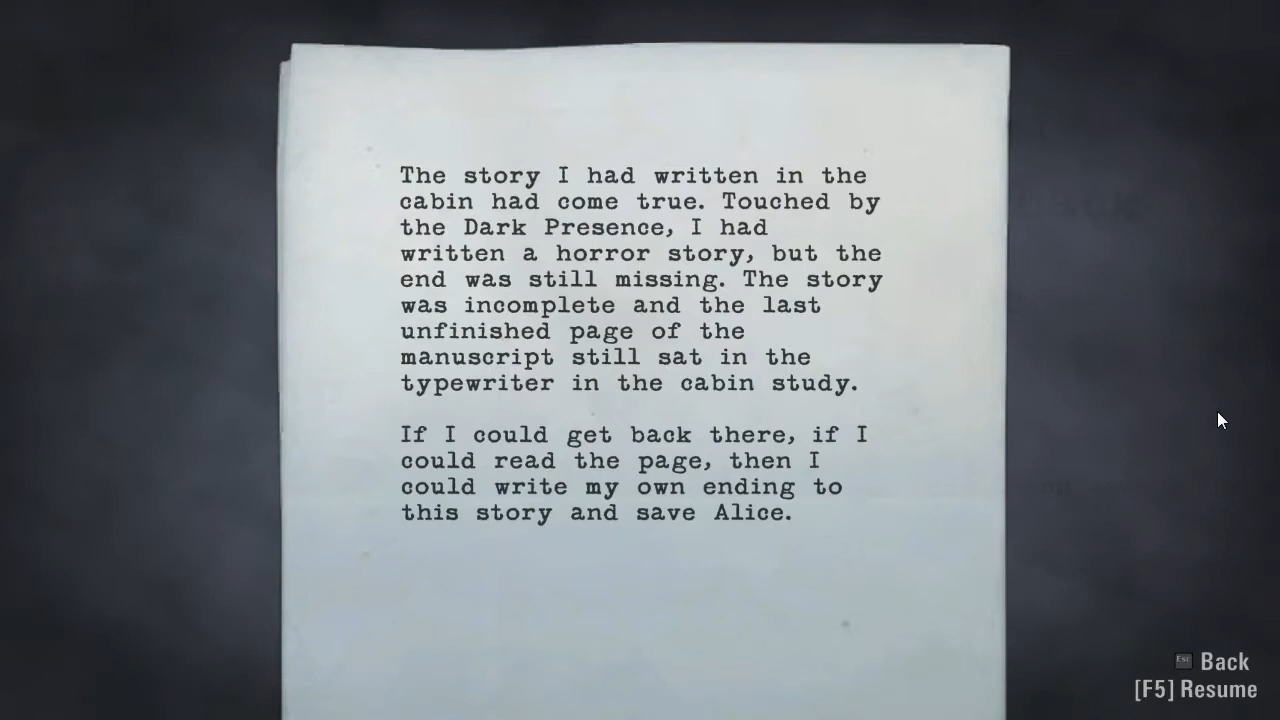 The story I had written in the
cabin had come true. Touched by
the Dark Presence, I had
written a horror story, but the
end was still missing. The story
was incomplete and the last
unfinished page of the
manuscript still sat in the
typewriter in the cabin study.
If I could get back there, if I
could read the page, then I
could write my own ending to
this story and save Alice.
Esc Back
[F5] Resume